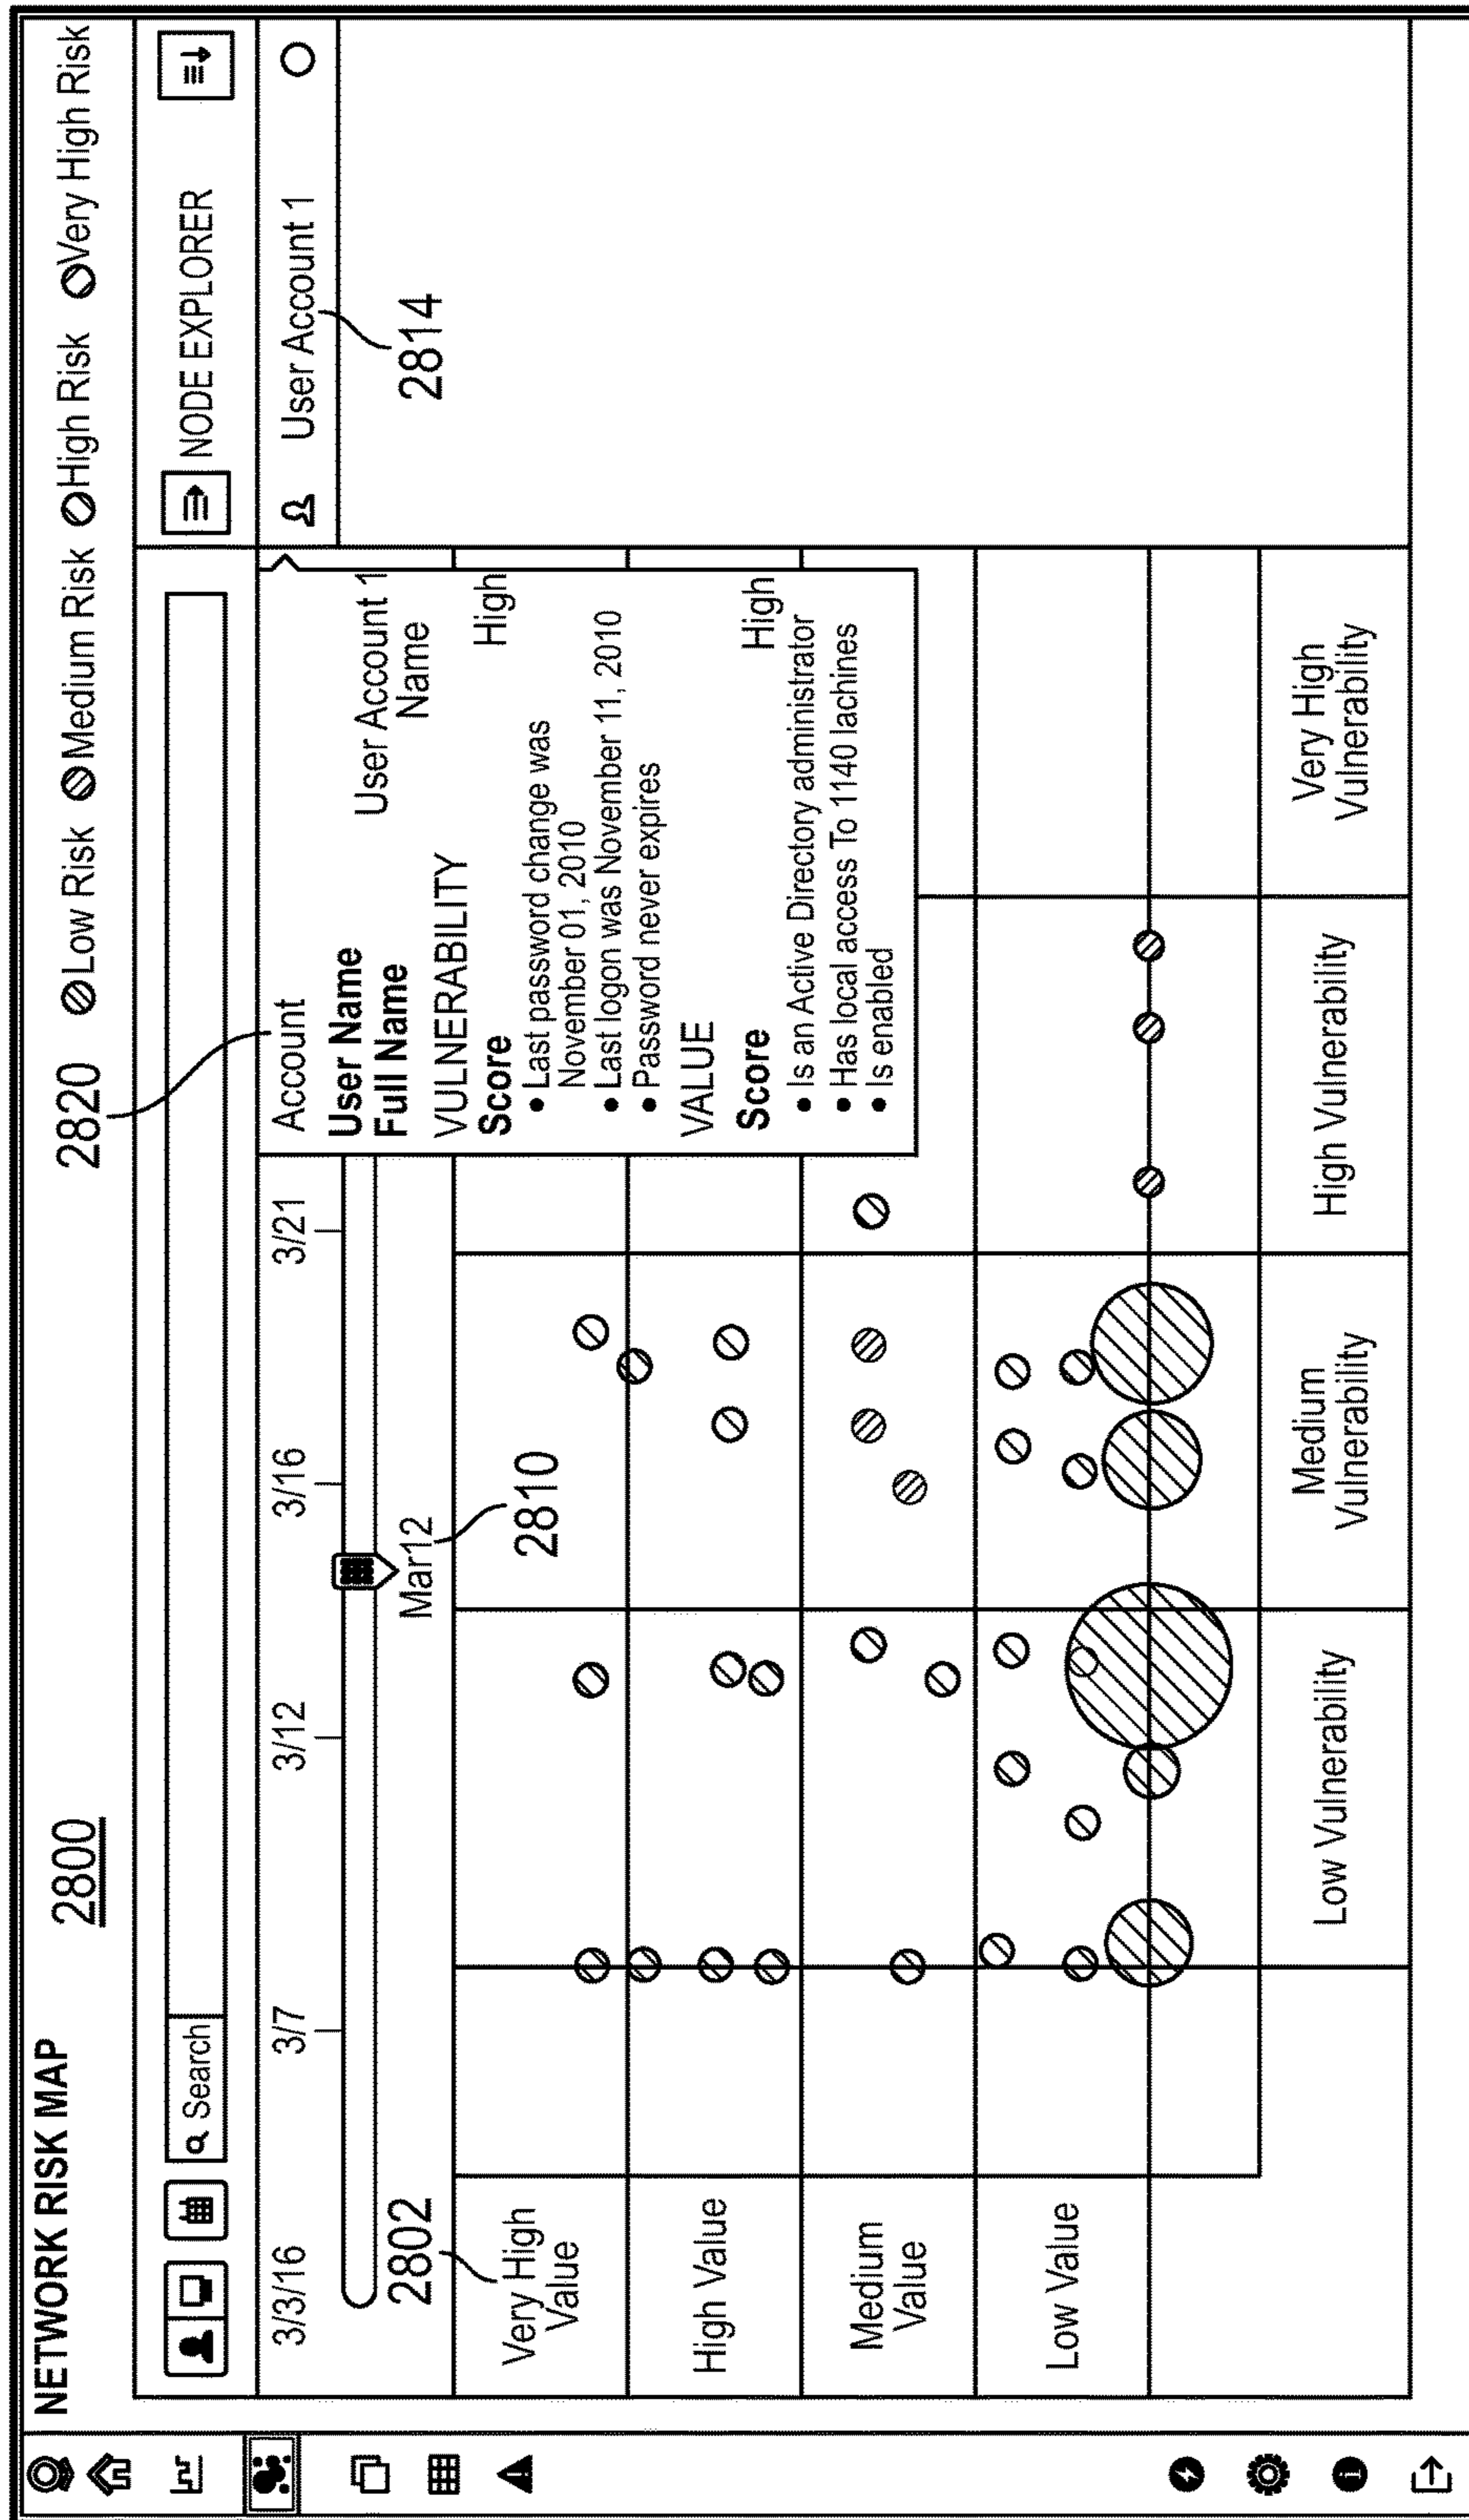 NETWORK RISK MAP
2800
2820
Low Risk Medium Risk High Risk Very High Risk
Search
NODE EXPLORER
3/3/16 3/7 3/12 3/16 3/21
Mar12
2810
2802
Account
User Name User Account 1
Full Name Name
VULNERABILITY
Score High
• Last password change was
November 01, 2010
• Last logon was November 11, 2010
• Password never expires
VALUE
Score High
• Is an Active Directory administrator
• Has local access To 1140 lachines
• Is enabled
User Account 1
2814
Very High
Value
High Value
Medium
Value
Low Value
Low Vulnerability
Medium
Vulnerability
High Vulnerability
Very High
Vulnerability